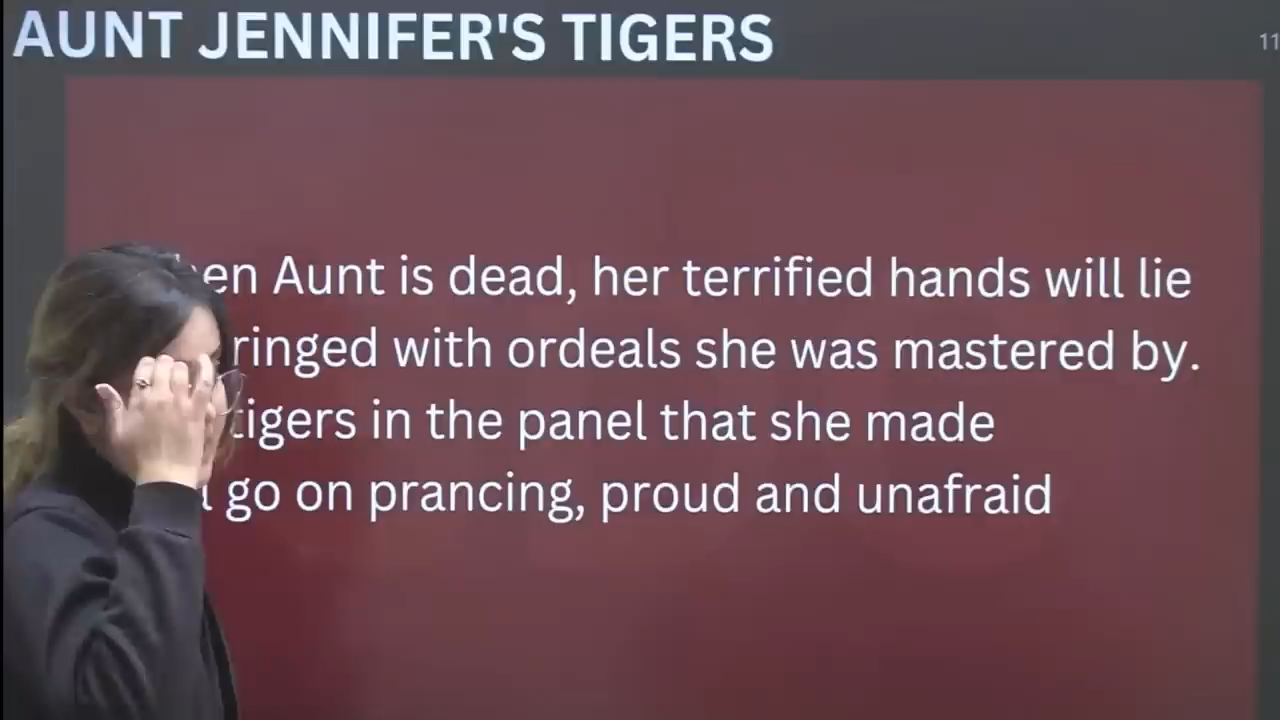 AUNT JENNIFER'S TIGERS
11
Aunt is dead, her terrified hands will lie
ringed with ordeals she was mastered by.
tigers in the panel that she made
go on prancing, proud and unafraid